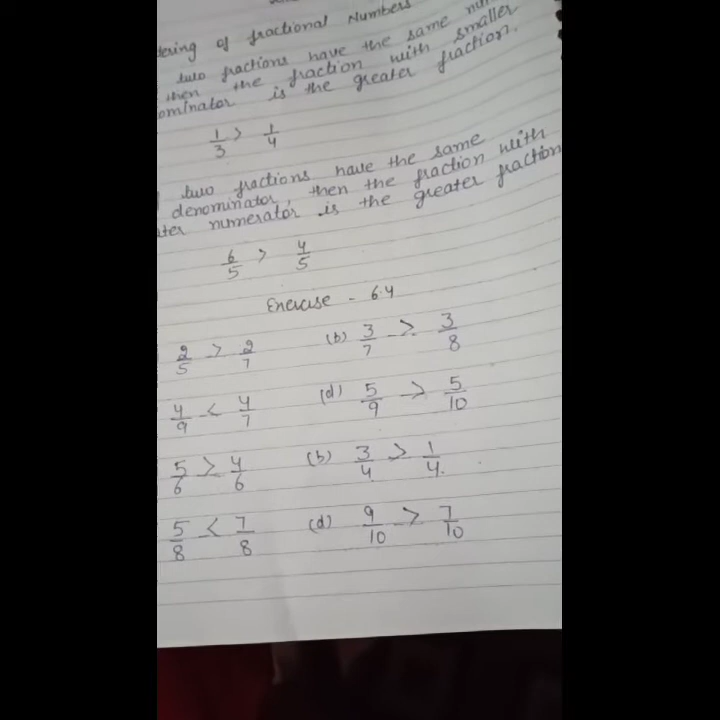 of fractional Numbers
two fractions have the same
then the fraction with smaller
is the greater fraction.
1/3 > 1/4
two fractions have the same
denominator, then the fraction with
numerator is the greater fraction
6/5 > 4/5
Exercise - 6.4
2/5 > 2/7 (b) 3/7 > 3/8
4/9 < 4/7 (d) 5/9 > 5/10
5/6 > 4/6 (b) 3/4 > 1/4
5/8 < 7/8 (d) 9/10 > 7/10